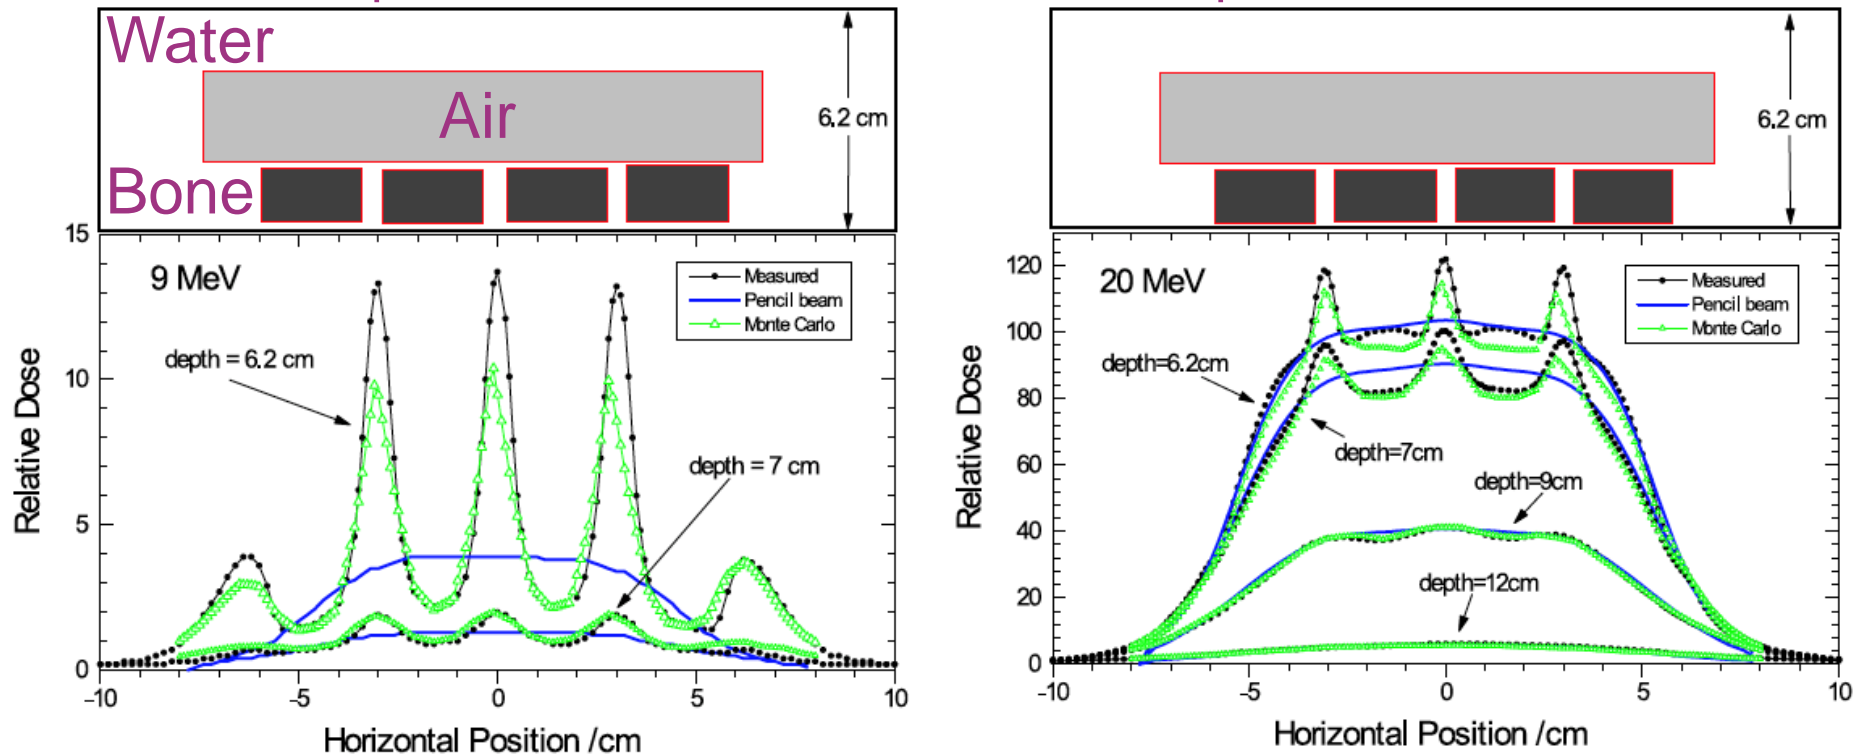 Water
Air
6.2 cm
Bone
6.2 cm
15
10
5
0
9 MeV
Measured
Pencil beam
Monte Carlo
depth = 6.2 cm
depth = 7 cm
Relative Dose
-10
-5
0
5
10
Horizontal Position /cm
120
100
80
60
40
20
0
20 MeV
Measured
Pencil beam
Monte Carlo
depth=6.2cm
depth=7cm
depth=9cm
depth=12cm
Relative Dose
-10
-5
0
5
10
Horizontal Position /cm